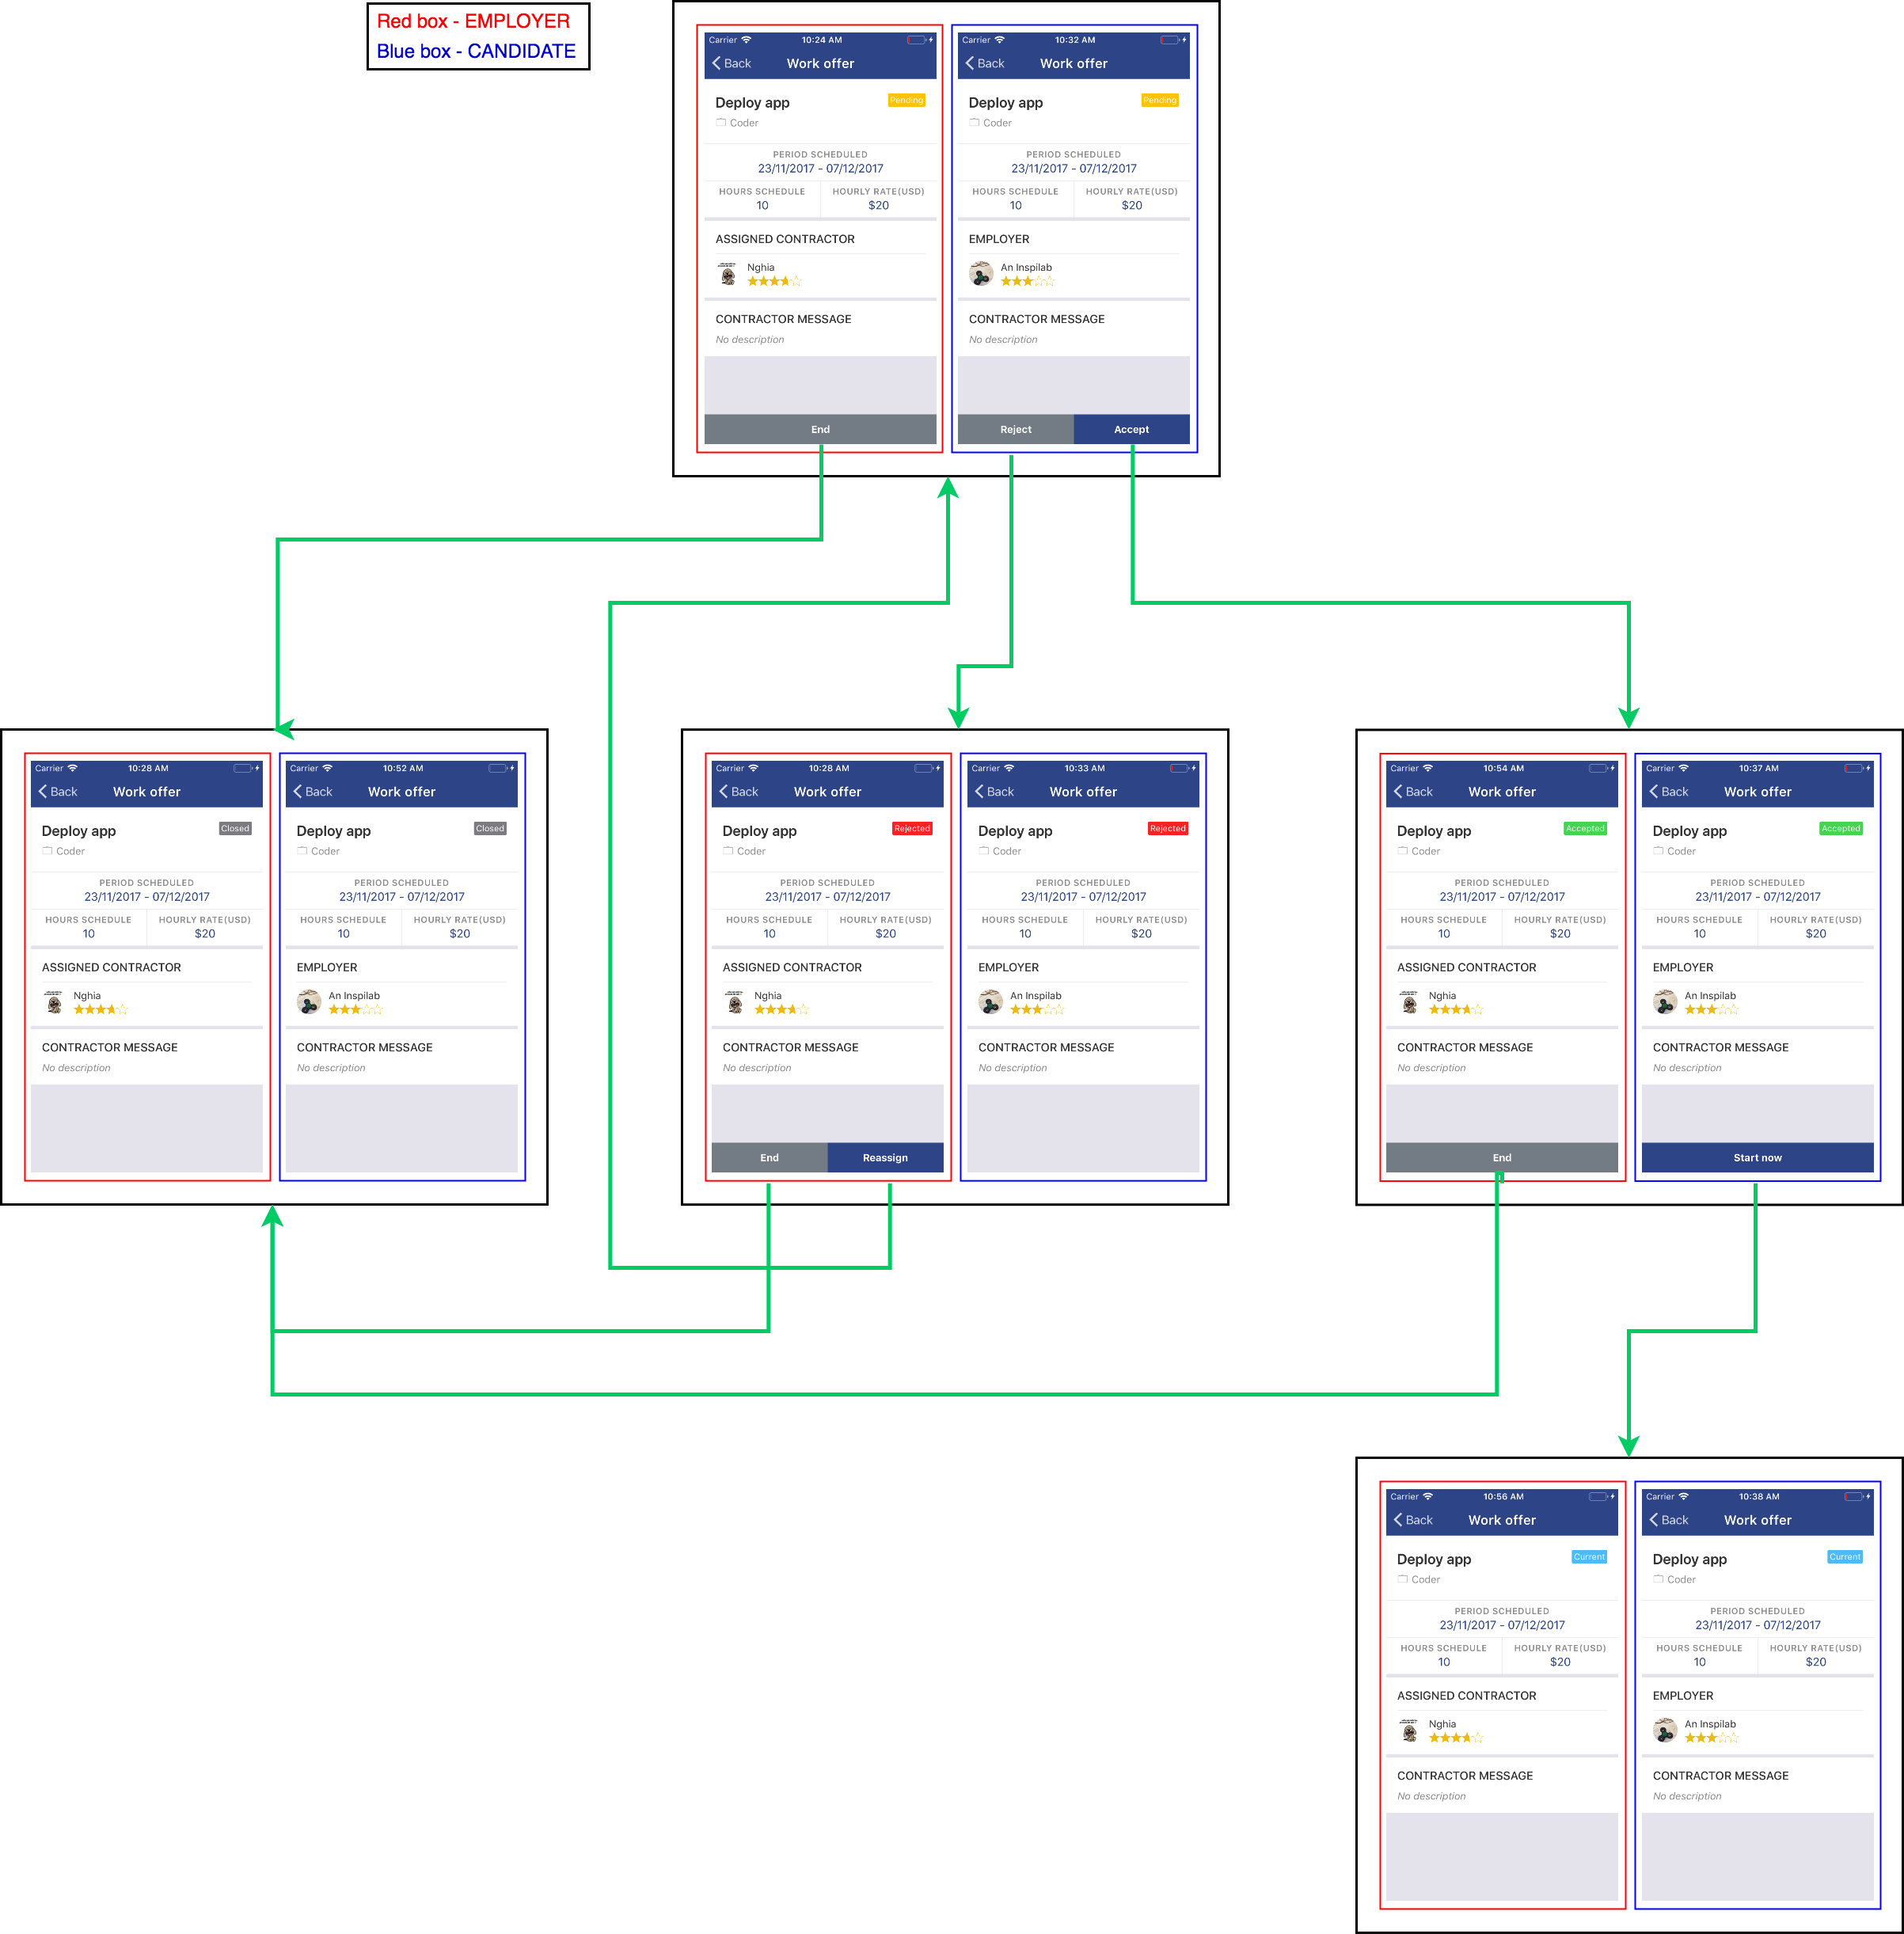 Red box - EMPLOYER
Blue box - CANDIDATE
Carrier 10:24 AM
Back Work offer
Deploy app Pending
Coder
PERIOD SCHEDULED
23/11/2017 - 07/12/2017
HOURS SCHEDULE HOURLY RATE(USD)
10 $20
ASSIGNED CONTRACTOR
Nghia
CONTRACTOR MESSAGE
No description
End
Carrier 10:32 AM
Back Work offer
Deploy app Pending
Coder
PERIOD SCHEDULED
23/11/2017 - 07/12/2017
HOURS SCHEDULE HOURLY RATE(USD)
10 $20
EMPLOYER
An Inspilab
CONTRACTOR MESSAGE
No description
Reject Accept
Carrier 10:28 AM
Back Work offer
Deploy app Closed
Coder
PERIOD SCHEDULED
23/11/2017 - 07/12/2017
HOURS SCHEDULE HOURLY RATE(USD)
10 $20
ASSIGNED CONTRACTOR
Nghia
CONTRACTOR MESSAGE
No description
Carrier 10:52 AM
Back Work offer
Deploy app Closed
Coder
PERIOD SCHEDULED
23/11/2017 - 07/12/2017
HOURS SCHEDULE HOURLY RATE(USD)
10 $20
EMPLOYER
An Inspilab
CONTRACTOR MESSAGE
No description
Carrier 10:28 AM
Back Work offer
Deploy app Rejected
Coder
PERIOD SCHEDULED
23/11/2017 - 07/12/2017
HOURS SCHEDULE HOURLY RATE(USD)
10 $20
ASSIGNED CONTRACTOR
Nghia
CONTRACTOR MESSAGE
No description
End Reassign
Carrier 10:33 AM
Back Work offer
Deploy app Rejected
Coder
PERIOD SCHEDULED
23/11/2017 - 07/12/2017
HOURS SCHEDULE HOURLY RATE(USD)
10 $20
EMPLOYER
An Inspilab
CONTRACTOR MESSAGE
No description
Carrier 10:54 AM
Back Work offer
Deploy app Accepted
Coder
PERIOD SCHEDULED
23/11/2017 - 07/12/2017
HOURS SCHEDULE HOURLY RATE(USD)
10 $20
ASSIGNED CONTRACTOR
Nghia
CONTRACTOR MESSAGE
No description
End
Carrier 10:37 AM
Back Work offer
Deploy app Accepted
Coder
PERIOD SCHEDULED
23/11/2017 - 07/12/2017
HOURS SCHEDULE HOURLY RATE(USD)
10 $20
EMPLOYER
An Inspilab
CONTRACTOR MESSAGE
No description
Start now
Carrier 10:56 AM
Back Work offer
Deploy app Current
Coder
PERIOD SCHEDULED
23/11/2017 - 07/12/2017
HOURS SCHEDULE HOURLY RATE(USD)
10 $20
ASSIGNED CONTRACTOR
Nghia
CONTRACTOR MESSAGE
No description
Carrier 10:38 AM
Back Work offer
Deploy app Current
Coder
PERIOD SCHEDULED
23/11/2017 - 07/12/2017
HOURS SCHEDULE HOURLY RATE(USD)
10 $20
EMPLOYER
An Inspilab
CONTRACTOR MESSAGE
No description